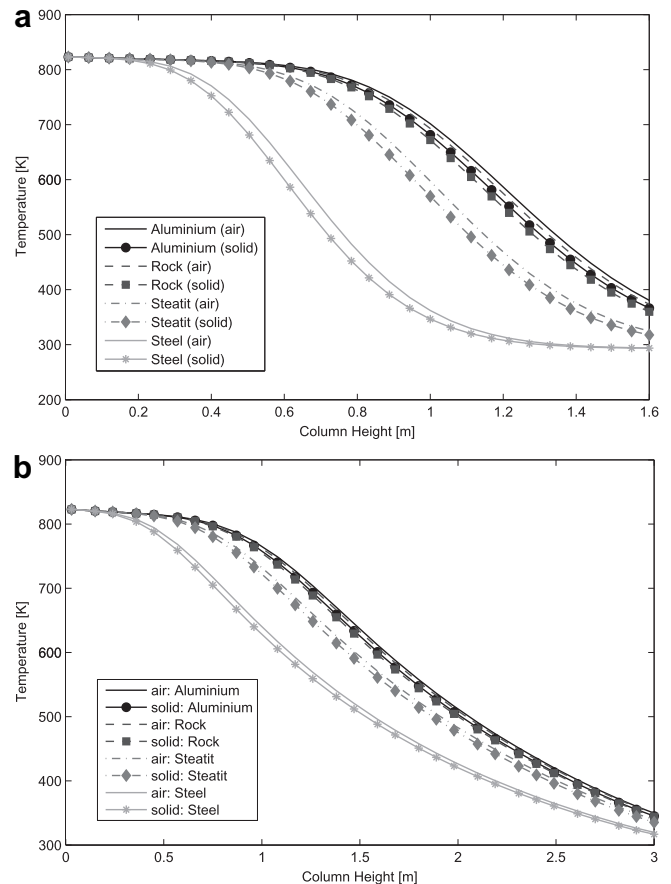 a
900
800
700
600
500
400
300
200
Temperature [K]
Aluminium (air)
Aluminium (solid)
Rock (air)
Rock (solid)
Steatit (air)
Steatit (solid)
Steel (air)
Steel (solid)
0 0.2 0.4 0.6 0.8 1 1.2 1.4 1.6
Column Height [m]
b
900
800
700
600
500
400
300
Temperature [K]
air: Aluminium
solid: Aluminium
air: Rock
solid: Rock
air: Steatit
solid: Steatit
air: Steel
solid: Steel
0 0.5 1 1.5 2 2.5 3
Column Height [m]